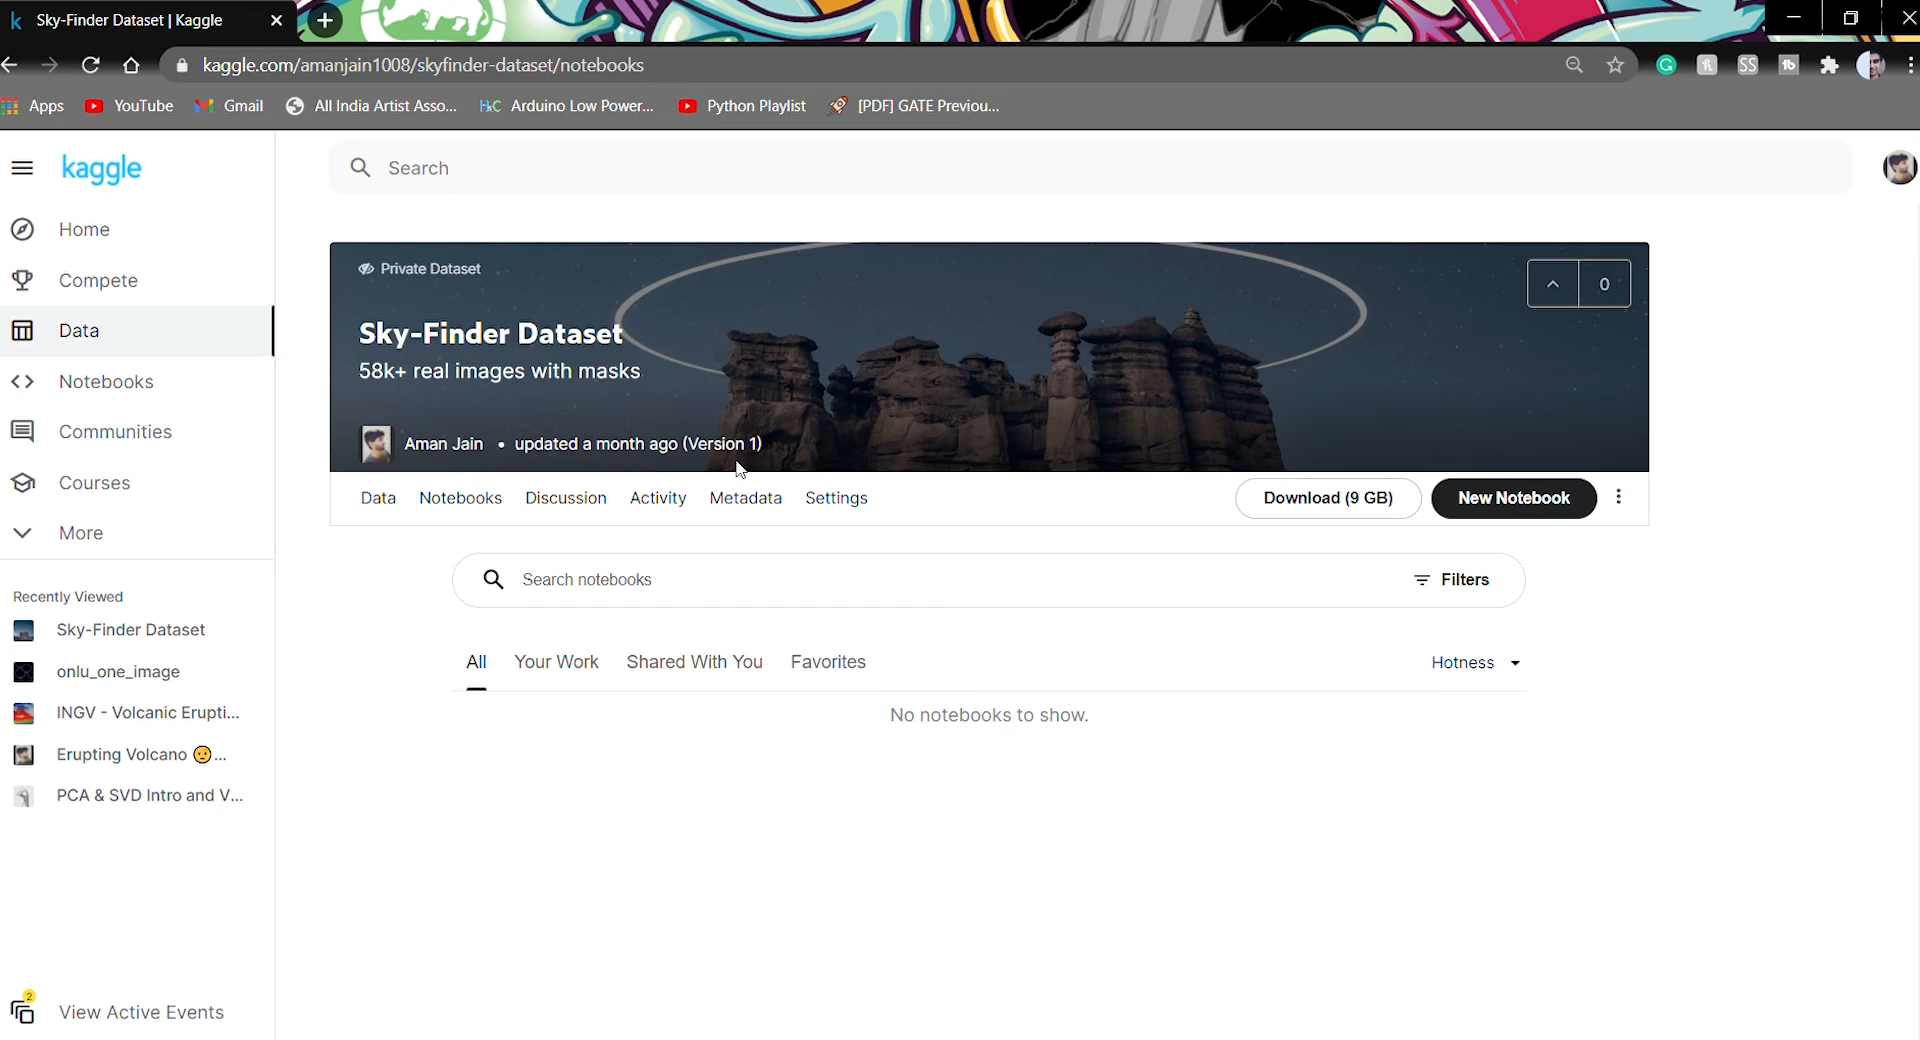 Sky-Finder Dataset | Kaggle
kaggle.com/amanjain1008/skyfinder-dataset/notebooks
Apps YouTube Gmail All India Artist Asso... HcC Arduino Low Power... Python Playlist [PDF] GATE Previou...
kaggle
Search
Home
Compete
Data
Notebooks
Communities
Courses
More
Recently Viewed
Sky-Finder Dataset
onlu_one_image
INGV - Volcanic Erupti...
Erupting Volcano 🤨...
PCA & SVD Intro and V...
2
View Active Events
Private Dataset
0
Sky-Finder Dataset
58k+ real images with masks
Aman Jain • updated a month ago (Version 1)
Data Notebooks Discussion Activity Metadata Settings Download (9 GB) New Notebook
Search notebooks Filters
All Your Work Shared With You Favorites Hotness
No notebooks to show.